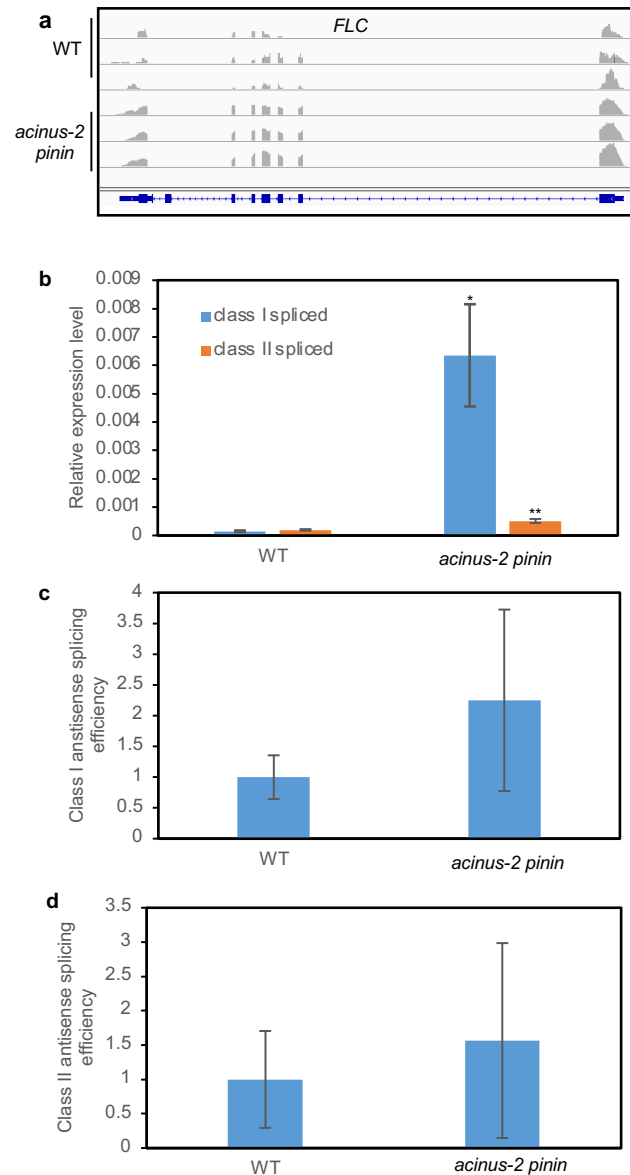 a
FLC
WT
acinus-2
pinin
b
Relative expression level
0.009
0.008
0.007
0.006
0.005
0.004
0.003
0.002
0.001
0
class I spliced
class II spliced
*
**
WT
acinus-2 pinin
c
Class I anstisense splicing
efficiency
4
3.5
3
2.5
2
1.5
1
0.5
0
WT
acinus-2 pinin
d
Class II antisense splicing
efficiency
3.5
3
2.5
2
1.5
1
0.5
0
WT
acinus-2 pinin